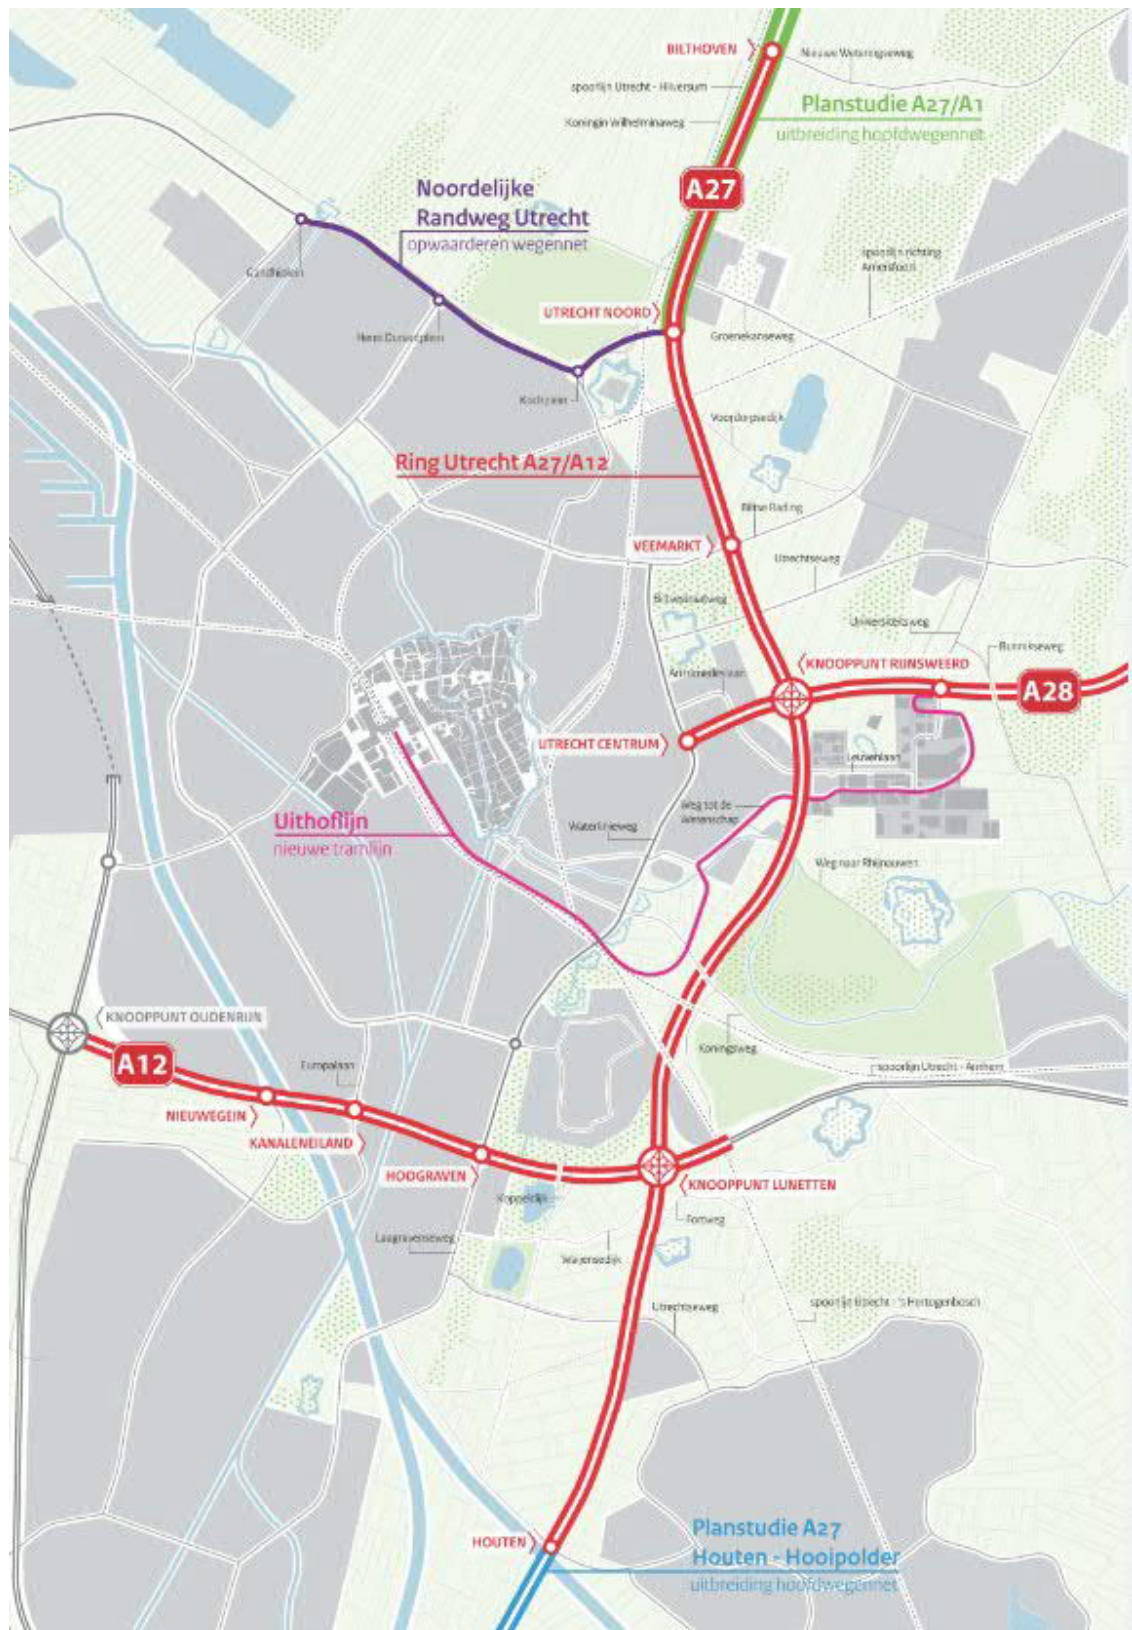 BILTHOVEN
Nieuwe Weteringseweg
spoorlijn Utrecht - Hilversum
Planstudie A27/A1
Koningin Wilhelminaweg
uitbreiding hoofdwegennet
A27
Noordelijke
Randweg Utrecht
opwaarderen wegennet
spoorlijn richting
Amersfoort
Gandhiplein
UTRECHT NOORD
Henri Dunantplein
Groenekanseweg
Kochplein
Voordorpsedijk
Ring Utrecht A27/A12
Biltse Rading
VEEMARKT
Utrechtseweg
Biltsestraatweg
Universiteitsweg
Bunnikseweg
KNOOPPUNT RIJNSWEERD
Archimedeslaan
A28
UTRECHT CENTRUM
Leuvenlaan
Uithoflijn
nieuwe tramlijn
Weg tot de
Wetenschap
Waterlinieweg
Weg naar Rhijnauwen
KNOOPPUNT OUDENRIJN
Koningsweg
A12
Europalaan
spoorlijn Utrecht - Arnhem
NIEUWEGEIN
KANALENEILAND
HOOGRAVEN
KNOOPPUNT LUNETTEN
Koppeldijk
Fortweg
Laagravenseweg
Waijensedijk
Utrechtseweg
spoorlijn Utrecht - 's Hertogenbosch
HOUTEN
Planstudie A27
Houten - Hooipolder
uitbreiding hoofdwegennet